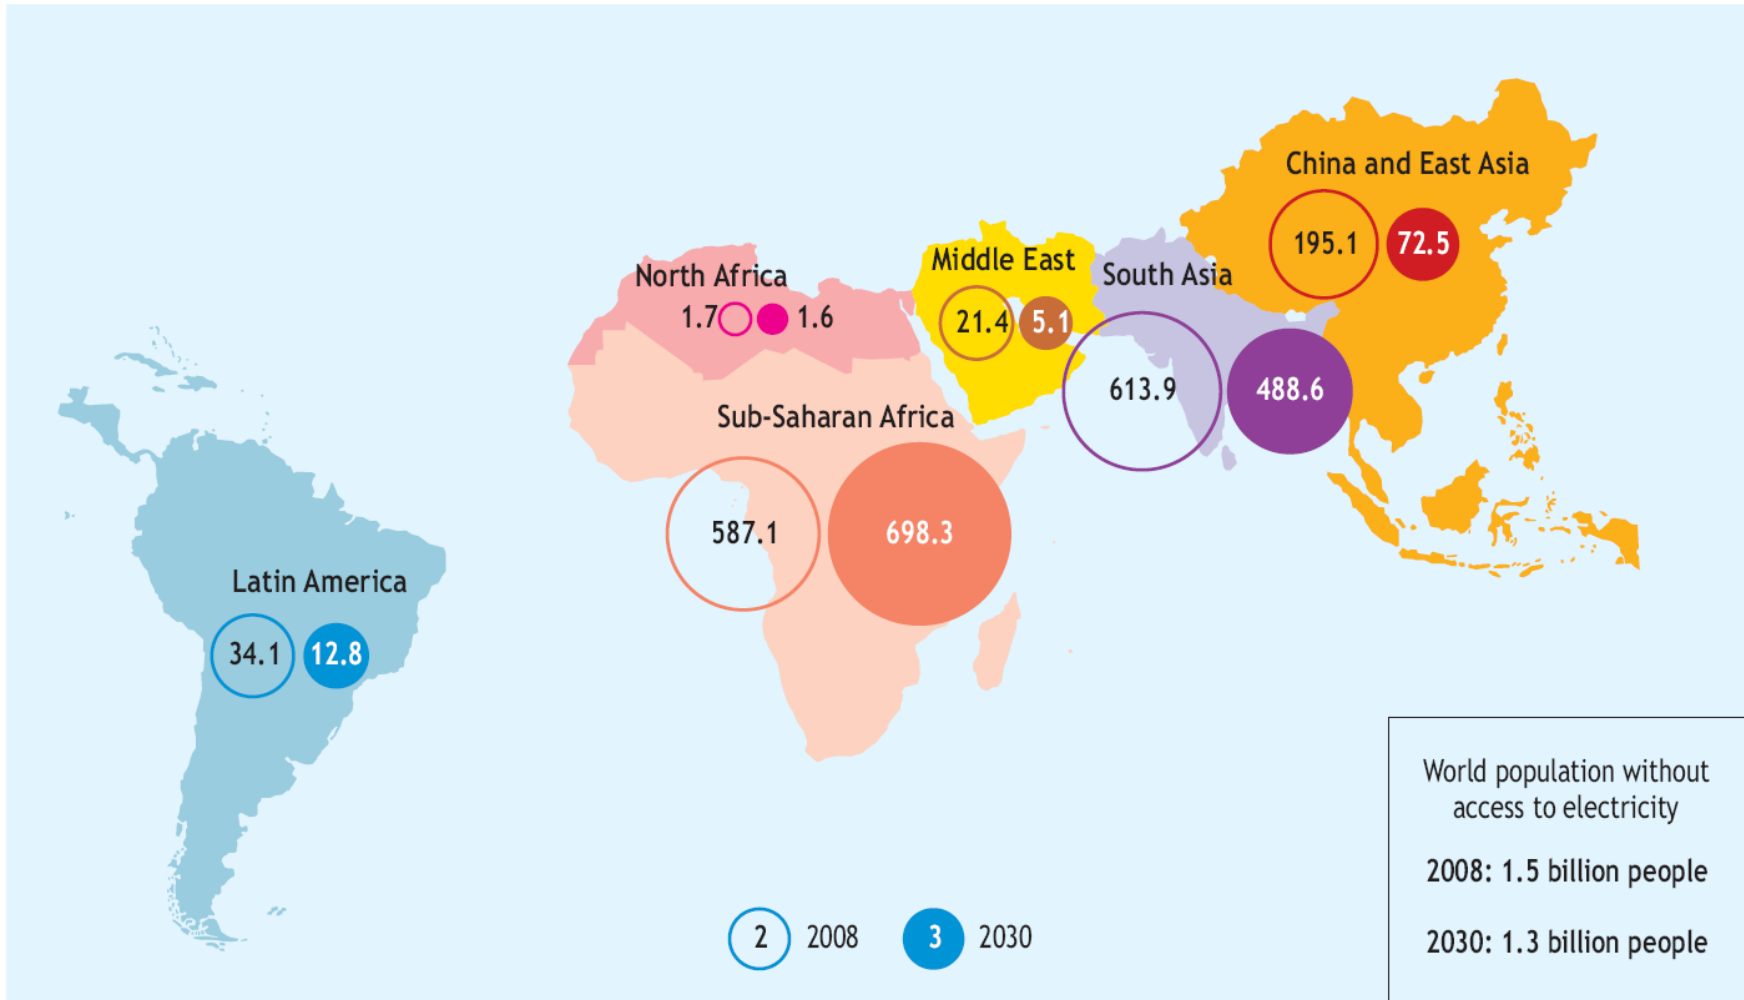 China and East Asia
195.1 72.5
Middle East
21.4 5.1
South Asia
613.9 488.6
North Africa
1.7 1.6
Sub-Saharan Africa
587.1 698.3
Latin America
34.1 12.8
World population without
access to electricity
2008: 1.5 billion people
2030: 1.3 billion people
2 2008 3 2030